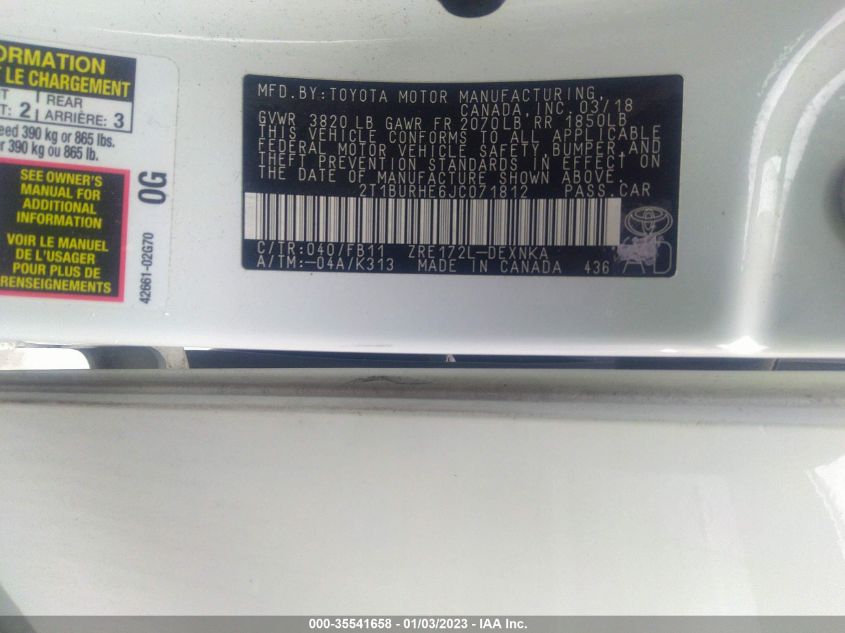 ORMATION
T LE CHARGEMENT
T: 2
REAR
ARRIÈRE: 3
eed 390 kg or 865 lbs.
r 390 kg ou 865 lb.
SEE OWNER'S
MANUAL FOR
ADDITIONAL
INFORMATION
VOIR LE MANUEL
DE L'USAGER
POUR PLUS DE
RENSEIGNEMENTS
0G
42661-02G70
MFD.BY:TOYOTA MOTOR MANUFACTURING,
CANADA, INC. 03/18
GVWR 3820 LB GAWR FR 2070 LB RR 1850LB
THIS VEHICLE CONFORMS TO ALL APPLICABLE
FEDERAL MOTOR VEHICLE SAFETY, BUMPER, AND
THEFT PREVENTION STANDARDS IN EFFECT ON
THE DATE OF MANUFACTURE SHOWN ABOVE.
2T1BURHE6JC071812 PASS.CAR
C/TR:040/FB11 ZRE172L-DEXNKA
A/TM:-04A/K313 MADE IN CANADA 436
TOYOTA
000-35541658 - 01/03/2023 - IAA Inc.